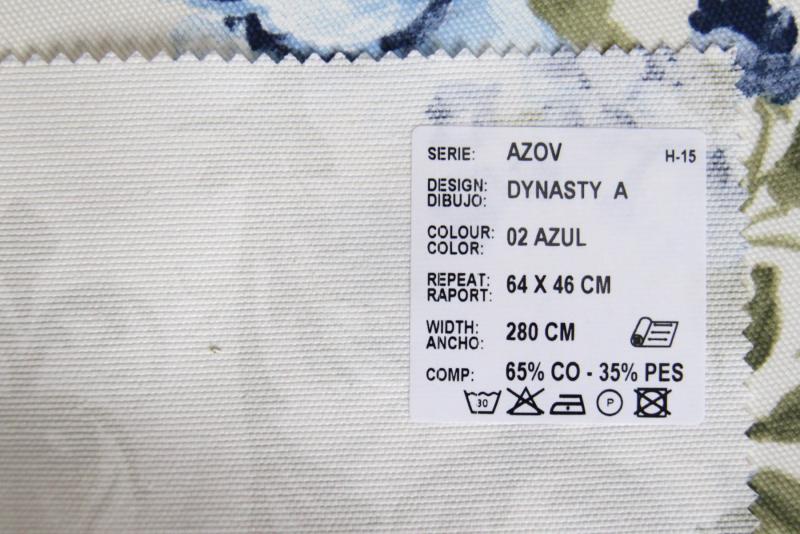 SERIE: AZOV H-15
DESIGN: DYNASTY A
DIBUJO:
COLOUR: 02 AZUL
COLOR:
REPEAT: 64 X 46 CM
RAPORT:
WIDTH: 280 CM
ANCHO:
COMP: 65% CO - 35% PES
30 P